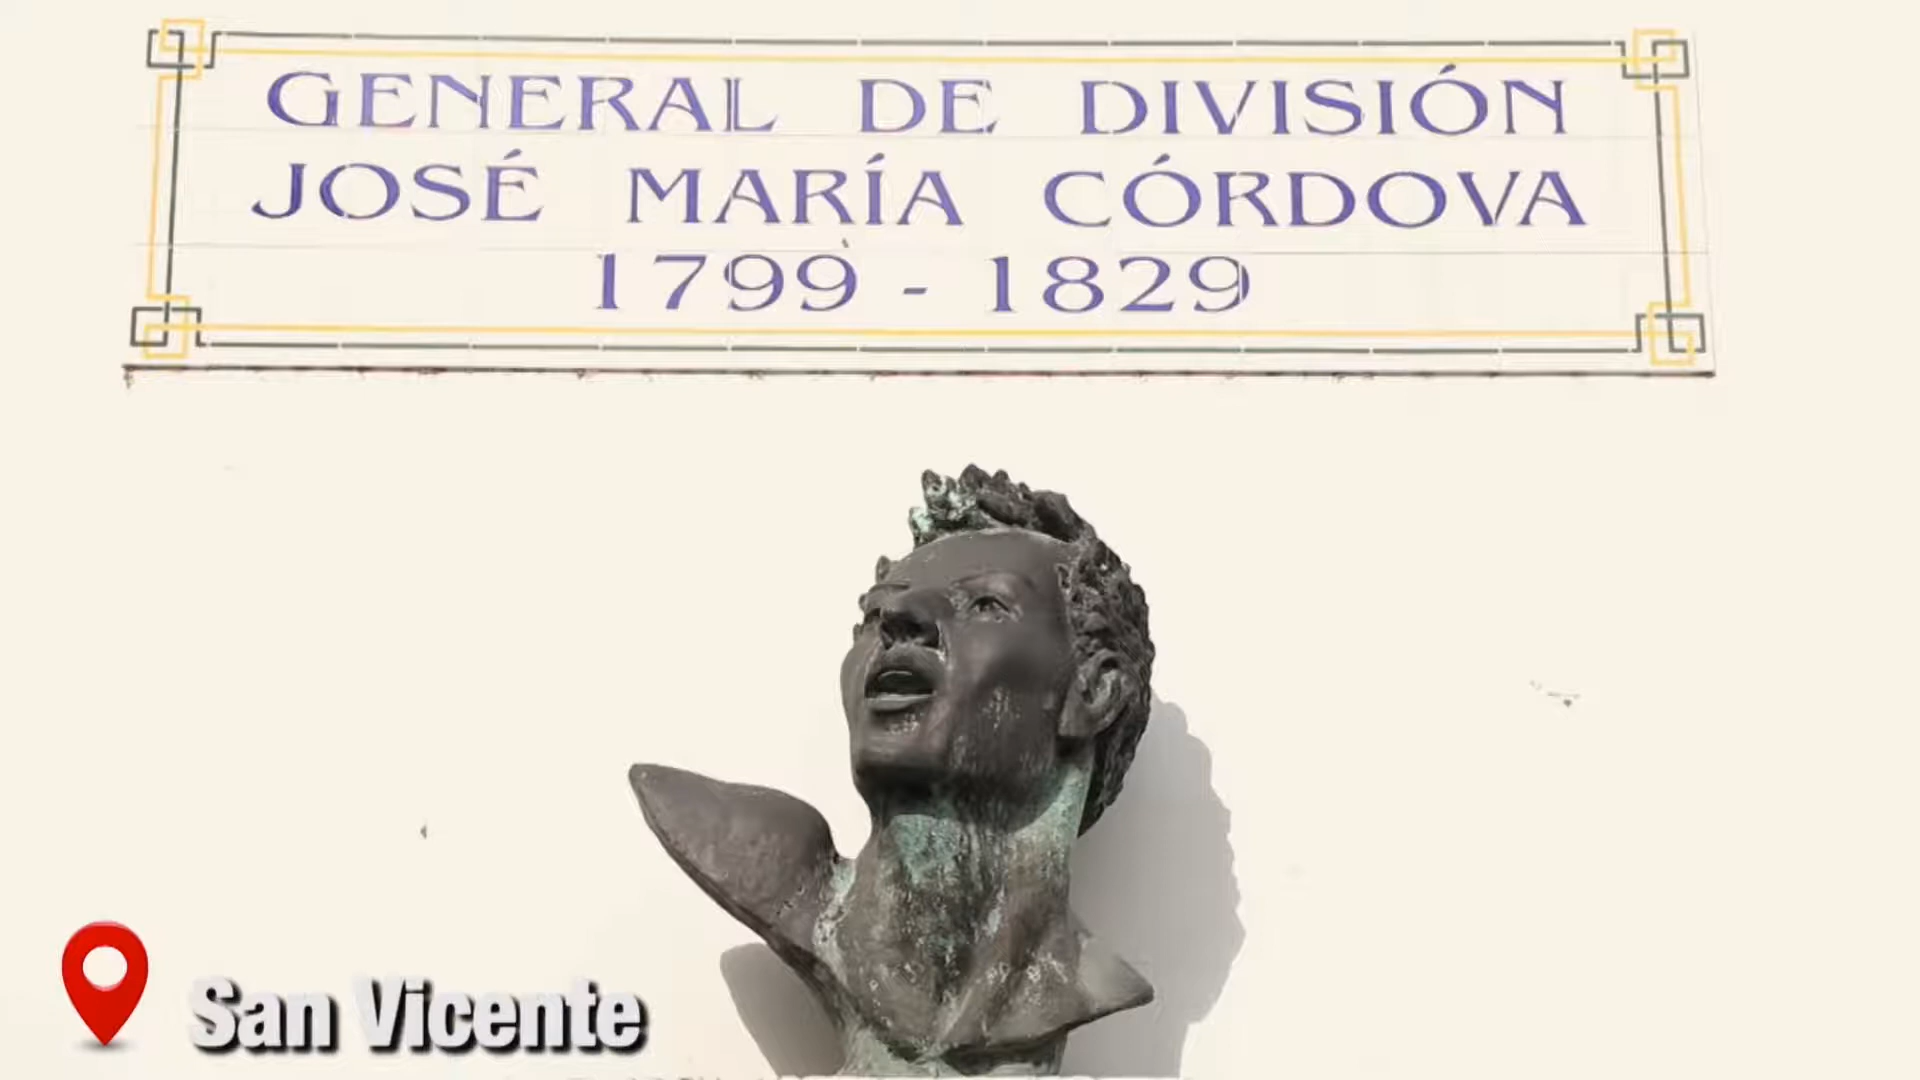 GENERAL DE DIVISIÓN
JOSÉ MARÍA CÓRDOVA
1799 - 1829
San Vicente